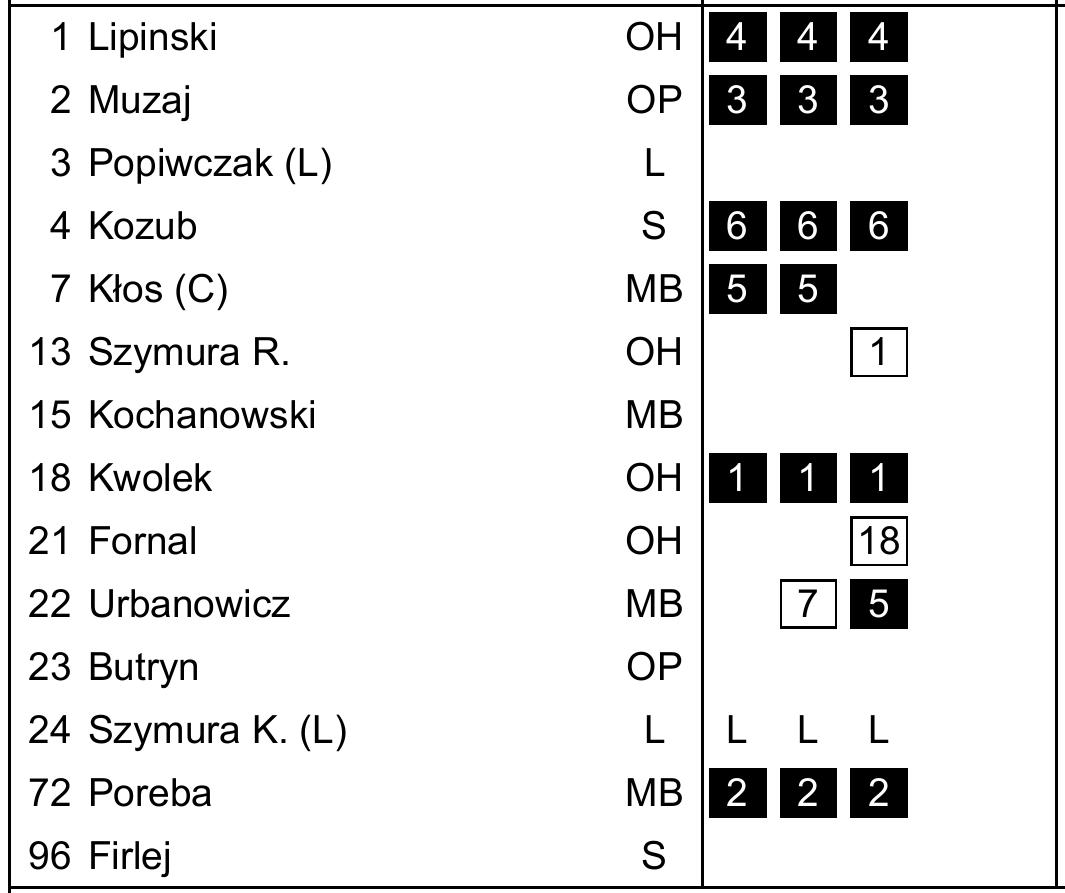 1 Lipinski OH 4 4 4
2 Muzaj OP 3 3 3
3 Popiwczak (L) L
4 Kozub S 6 6 6
7 Kłos (C) MB 5 5
13 Szymura R. OH 1
15 Kochanowski MB
18 Kwolek OH 1 1 1
21 Fornal OH 18
22 Urbanowicz MB 7 5
23 Butryn OP
24 Szymura K. (L) L L L L
72 Poreba MB 2 2 2
96 Firlej S